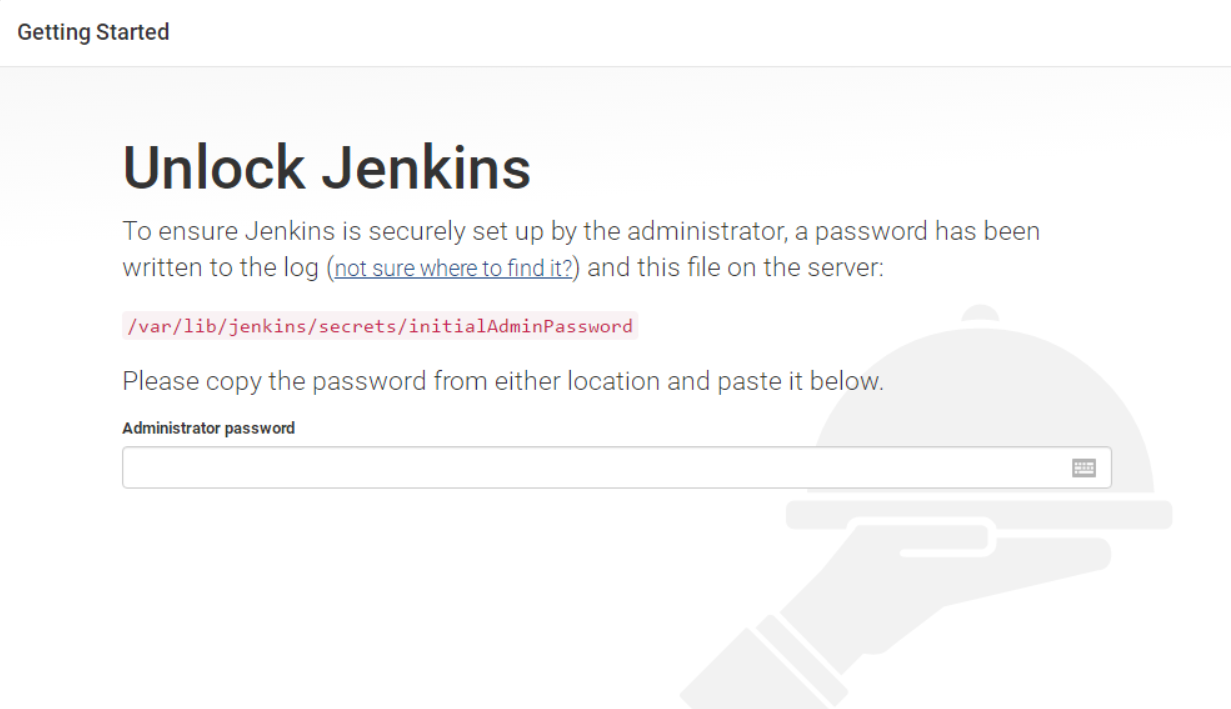 Getting Started
Unlock Jenkins
To ensure Jenkins is securely set up by the administrator, a password has been
written to the log (not sure where to find it?) and this file on the server:
/var/lib/jenkins/secrets/initialAdminPassword
Please copy the password from either location and paste it below.
Administrator password